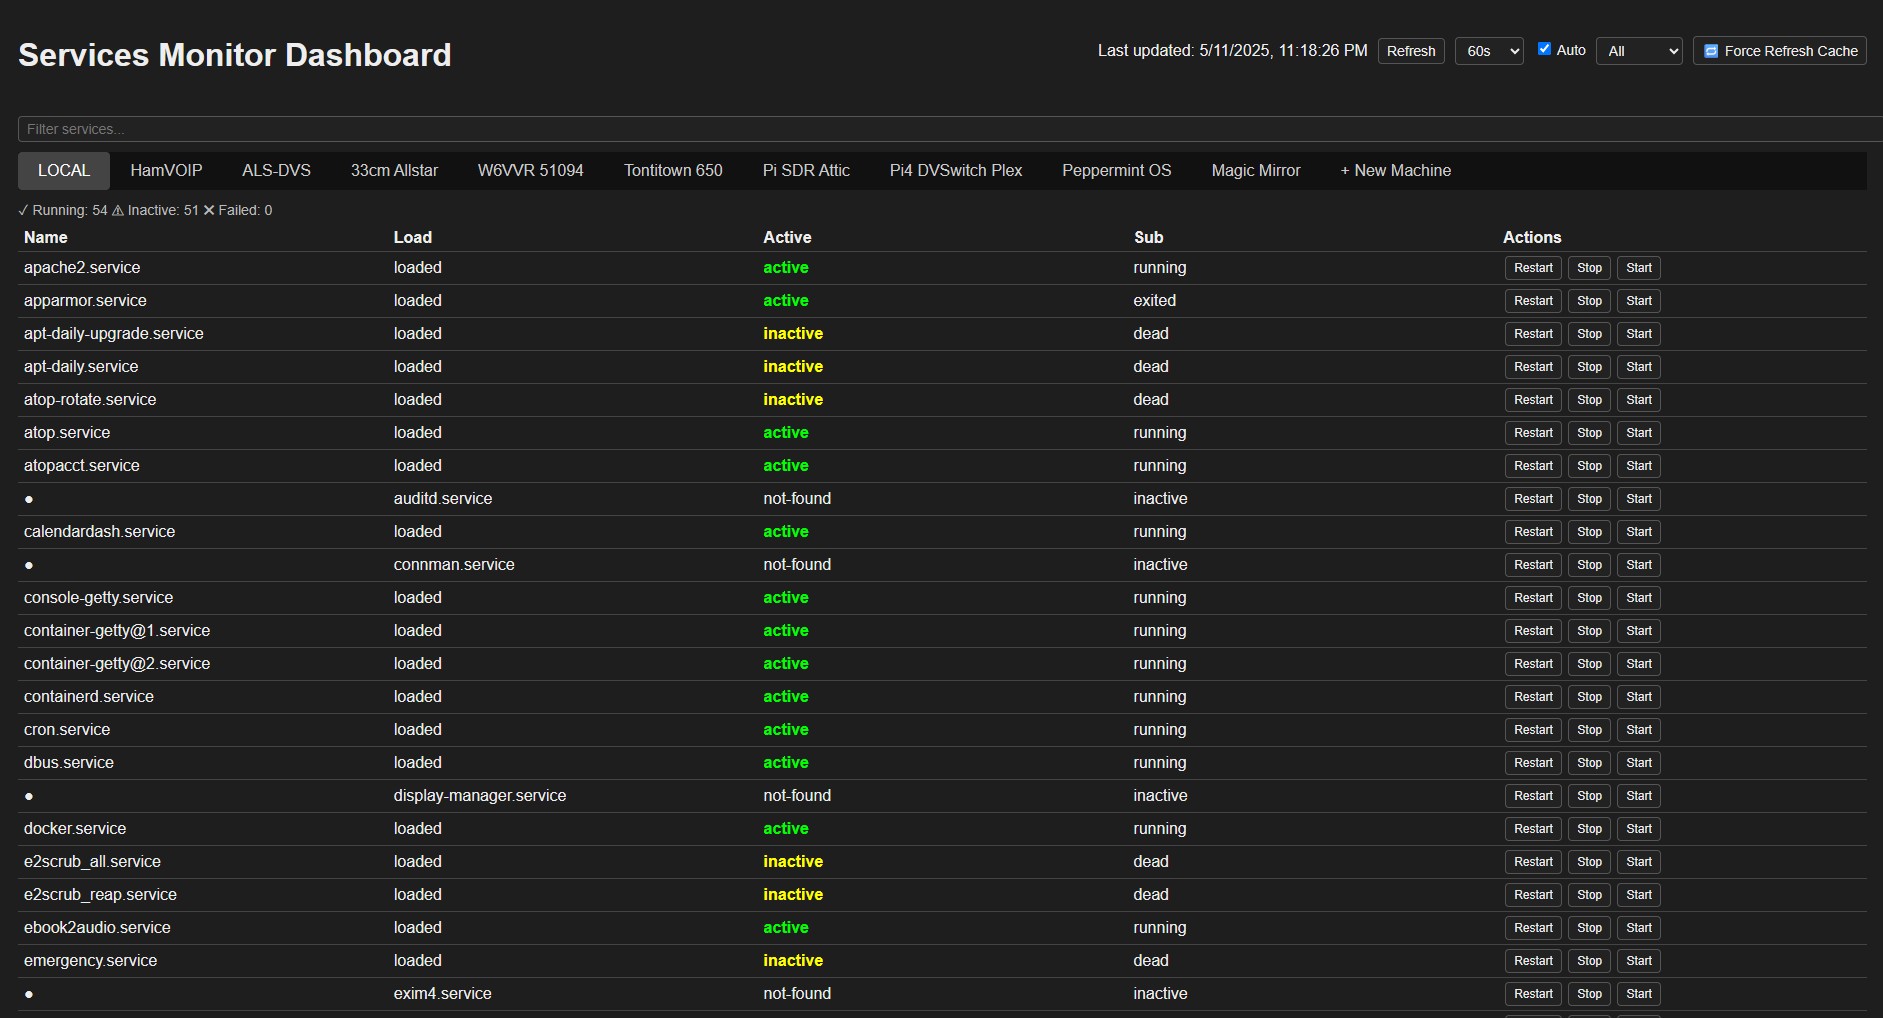 Services Monitor Dashboard
Last updated: 5/11/2025, 11:18:26 PM Refresh 60s Auto All Force Refresh Cache
Filter services...
LOCAL HamVOIP ALS-DVS 33cm Allstar W6VVR 51094 Tontitown 650 Pi SDR Attic Pi4 DVSwitch Plex Peppermint OS Magic Mirror + New Machine
✓ Running: 54 ⚠ Inactive: 51 ✕ Failed: 0
Name Load Active Sub Actions
apache2.service loaded active running Restart Stop Start
apparmor.service loaded active exited Restart Stop Start
apt-daily-upgrade.service loaded inactive dead Restart Stop Start
apt-daily.service loaded inactive dead Restart Stop Start
atop-rotate.service loaded inactive dead Restart Stop Start
atop.service loaded active running Restart Stop Start
atopacct.service loaded active running Restart Stop Start
● auditd.service not-found inactive Restart Stop Start
calendardash.service loaded active running Restart Stop Start
● connman.service not-found inactive Restart Stop Start
console-getty.service loaded active running Restart Stop Start
container-getty@1.service loaded active running Restart Stop Start
container-getty@2.service loaded active running Restart Stop Start
containerd.service loaded active running Restart Stop Start
cron.service loaded active running Restart Stop Start
dbus.service loaded active running Restart Stop Start
● display-manager.service not-found inactive Restart Stop Start
docker.service loaded active running Restart Stop Start
e2scrub_all.service loaded inactive dead Restart Stop Start
e2scrub_reap.service loaded inactive dead Restart Stop Start
ebook2audio.service loaded active running Restart Stop Start
emergency.service loaded inactive dead Restart Stop Start
● exim4.service not-found inactive Restart Stop Start